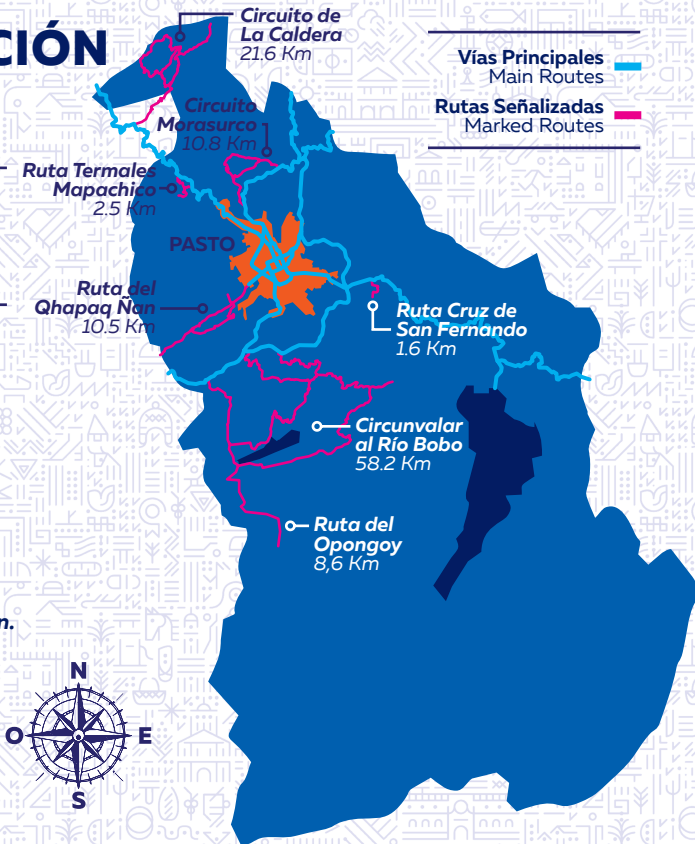 CIÓN
Circuito de
La Caldera
21.6 Km
Vías Principales
Main Routes
Rutas Señalizadas
Marked Routes
Circuito
Morasurco
10.8 Km
Ruta Termales
Mapachico
2.5 Km
PASTO
Ruta del
Qhapaq Ñan
10.5 Km
Ruta Cruz de
San Fernando
1.6 Km
Circunvalar
al Río Bobo
58.2 Km
Ruta del
Opongoy
8,6 Km
n.
N
O
E
S